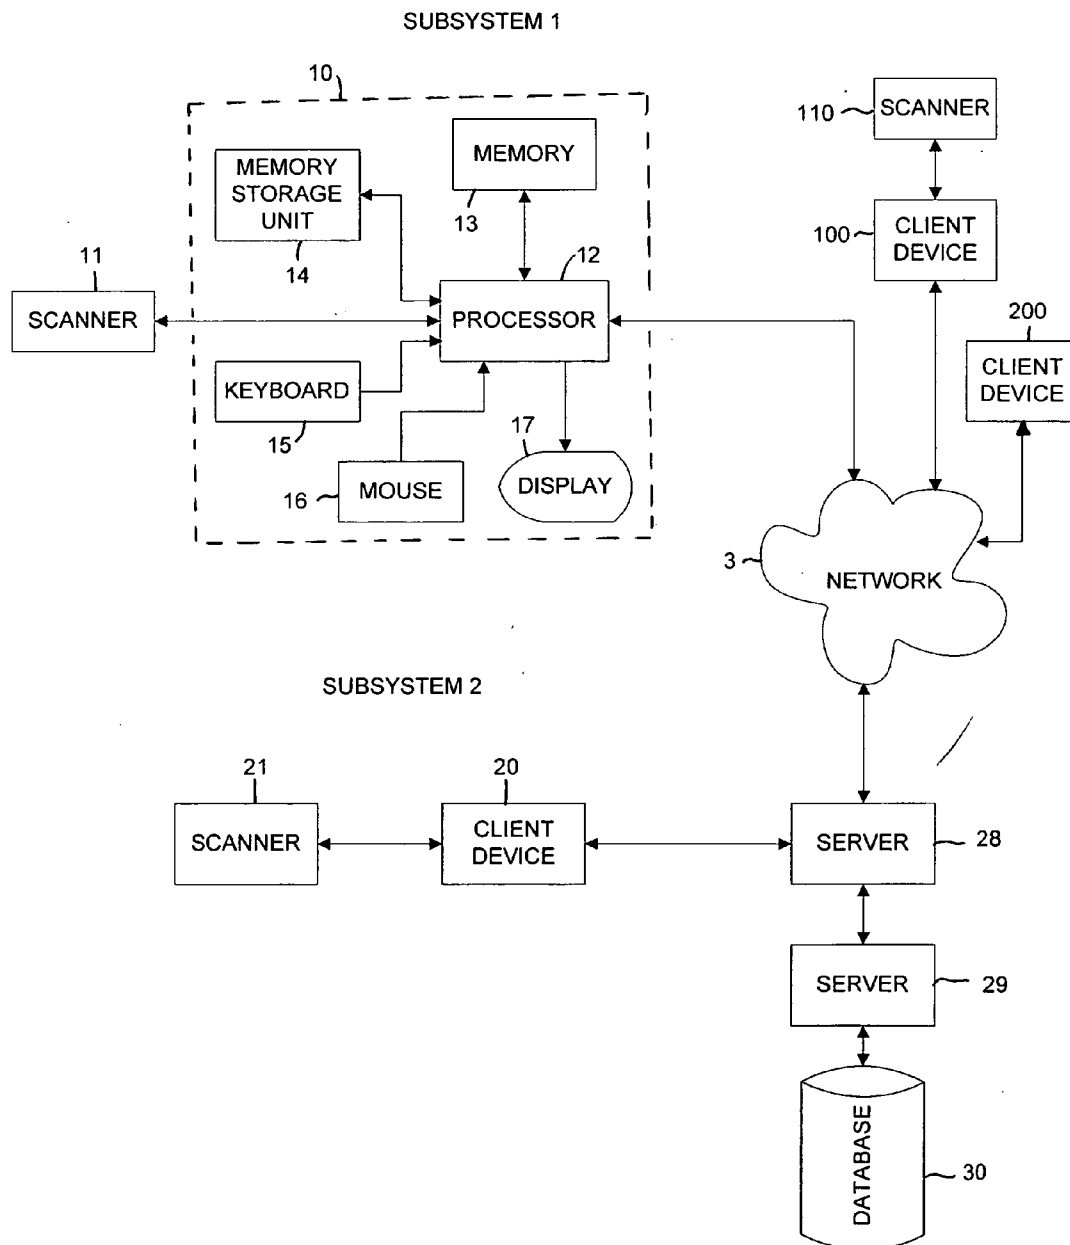 SUBSYSTEM 1
10
110
SCANNER
MEMORY
STORAGE
UNIT
14
MEMORY
13
100
CLIENT
DEVICE
11
SCANNER
12
PROCESSOR
200
CLIENT
DEVICE
KEYBOARD
15
17
DISPLAY
16
MOUSE
3
NETWORK
SUBSYSTEM 2
21
SCANNER
20
CLIENT
DEVICE
SERVER
28
SERVER
29
DATABASE
30